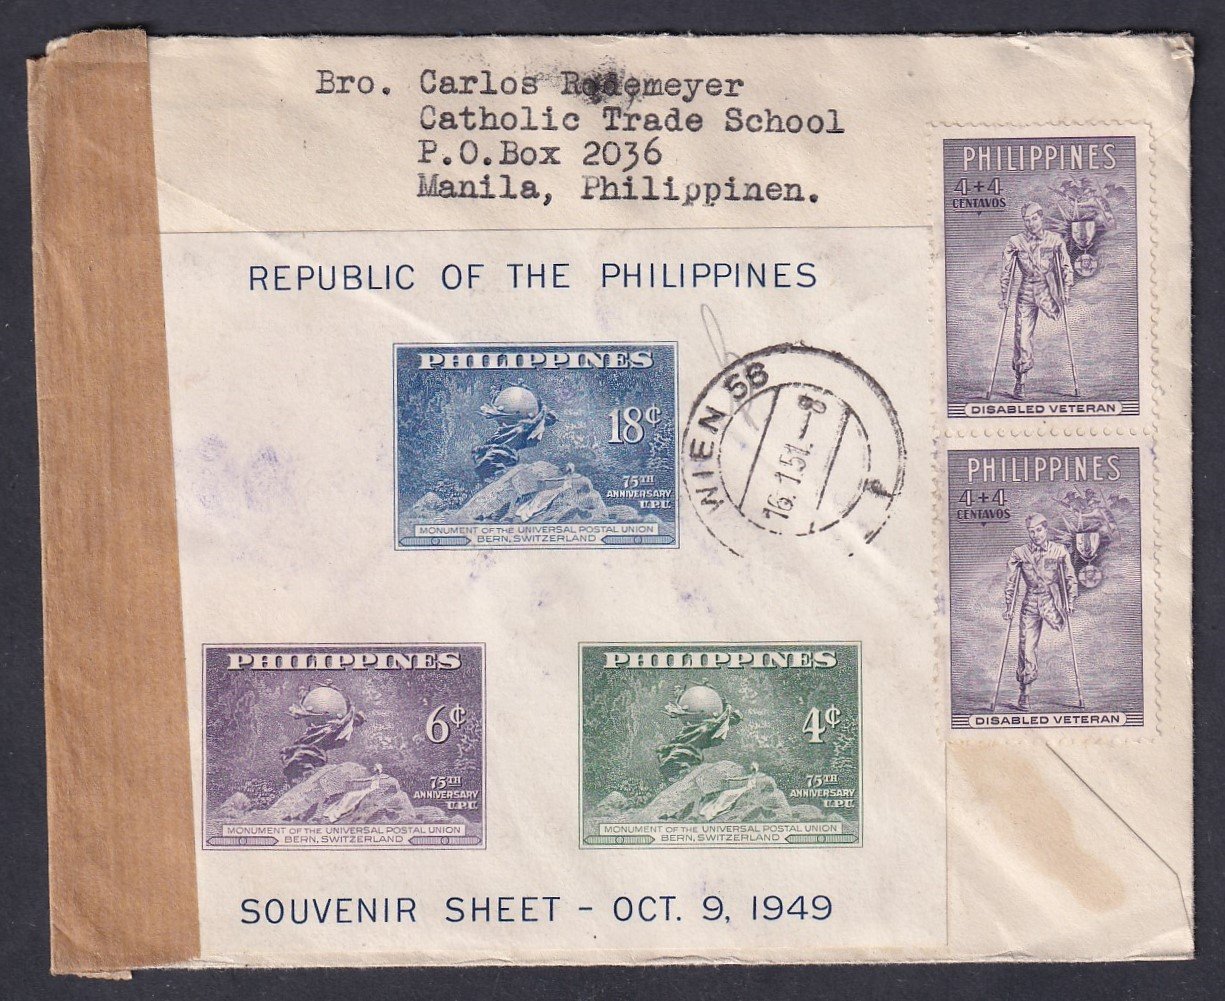 Bro. Carlos Rodemeyer
Catholic Trade School
P.O.Box 2036
Manila, Philippinen.
PHILIPPINES
4+4
CENTAVOS
DISABLED VETERAN
PHILIPPINES
4+4
CENTAVOS
DISABLED VETERAN
REPUBLIC OF THE PHILIPPINES
PHILIPPINES
18¢
75TH
ANNIVERSARY
U.P.U.
MONUMENT OF THE UNIVERSAL POSTAL UNION
BERN, SWITZERLAND
WIEN 56
16.1.51.-8
PHILIPPINES
6¢
75TH
ANNIVERSARY
U.P.U.
MONUMENT OF THE UNIVERSAL POSTAL UNION
BERN, SWITZERLAND
PHILIPPINES
4¢
75TH
ANNIVERSARY
U.P.U.
MONUMENT OF THE UNIVERSAL POSTAL UNION
BERN, SWITZERLAND
SOUVENIR SHEET - OCT. 9, 1949